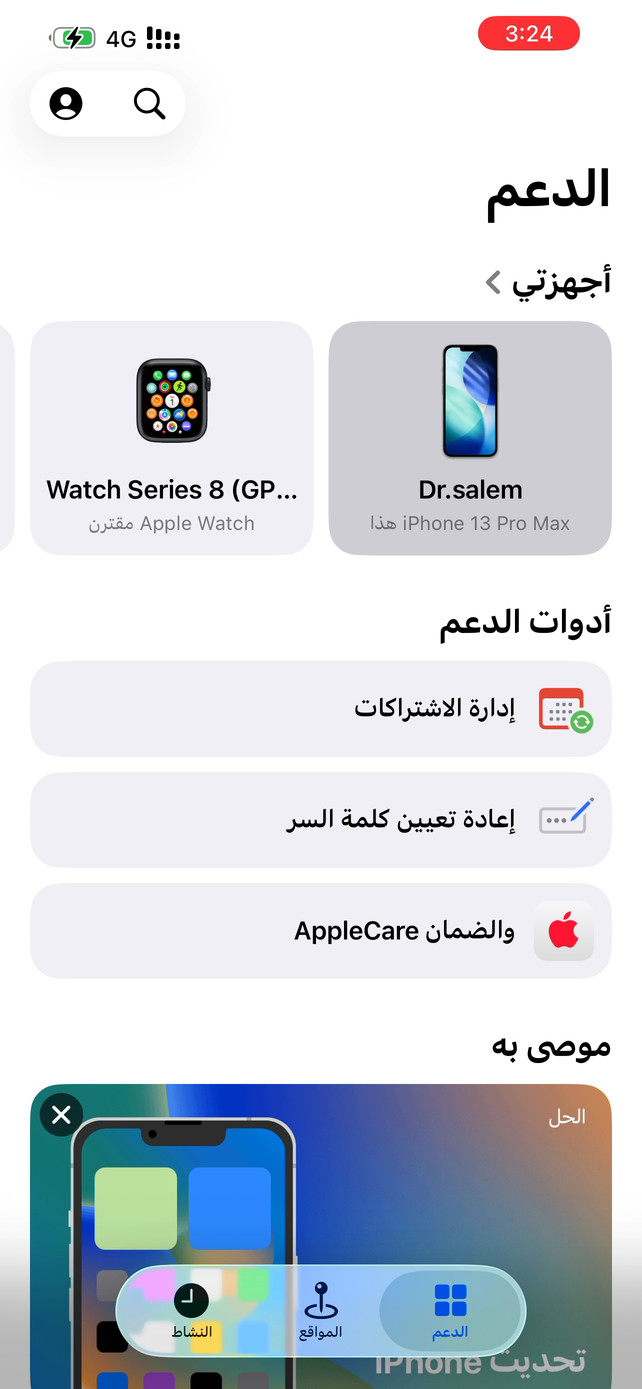 3:24
4G
الدعم
أجهزتي
Dr.salem
iPhone 13 Pro Max هذا
Watch Series 8 (GP...
Apple Watch مقترن
أدوات الدعم
إدارة الاشتراكات
إعادة تعيين كلمة السر
والضمان AppleCare
موصى به
الحل
تحديث iPhone
الدعم
المواقع
النشاط